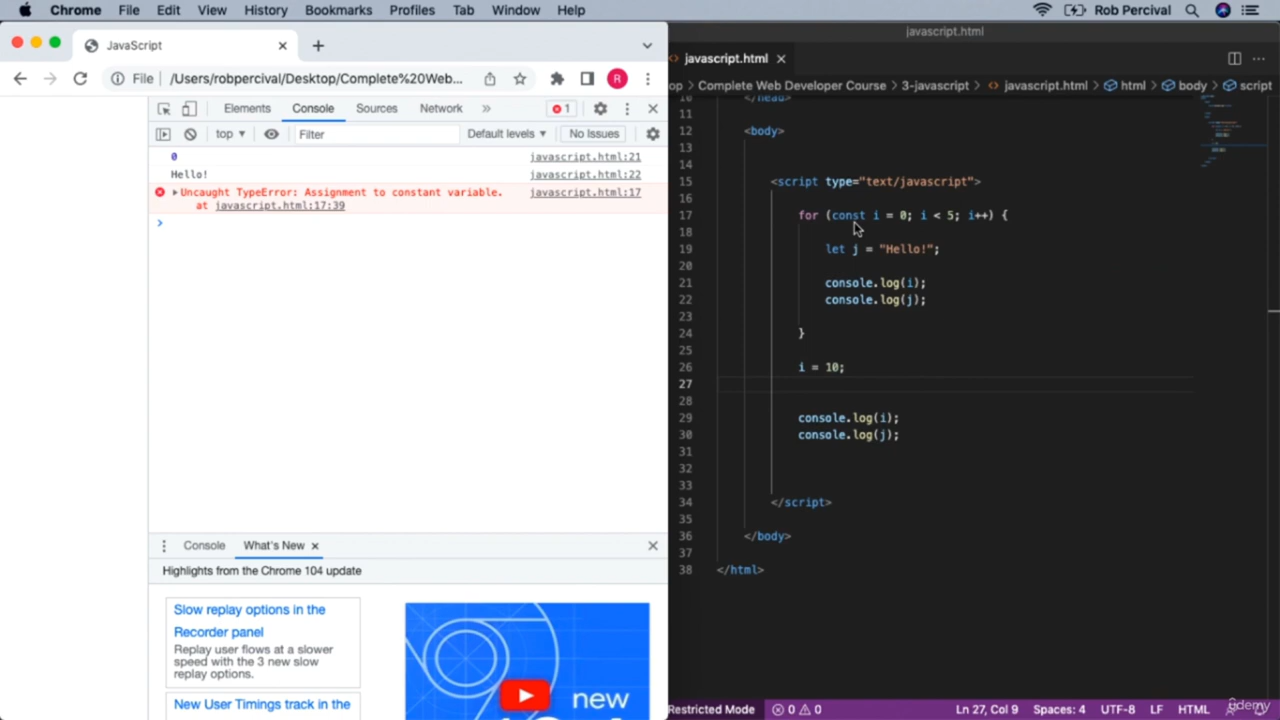 Chrome File Edit View History Bookmarks Profiles Tab Window Help Rob Percival
JavaScript
File /Users/robpercival/Desktop/Complete%20Web... R
Elements Console Sources Network » 1
top ▾ Filter Default levels ▾ No Issues
0 javascript.html:21
Hello! javascript.html:22
Uncaught TypeError: Assignment to constant variable. javascript.html:17
at javascript.html:17:39
Console What's New
Highlights from the Chrome 104 update
Slow replay options in the
Recorder panel
Replay user flows at a slower
speed with the 3 new slow
replay options.
New User Timings track in the
new
javascript.html
javascript.html
op › Complete Web Developer Course › 3-javascript › javascript.html › html › body › script
10 </head>
11
12 <body>
13
14
15 <script type="text/javascript">
16
17 for (const i = 0; i < 5; i++) {
18
19 let j = "Hello!";
20
21 console.log(i);
22 console.log(j);
23
24 }
25
26 i = 10;
27
28
29 console.log(i);
30 console.log(j);
31
32
33
34 </script>
35
36 </body>
37
38 </html>
Restricted Mode 0 0 Ln 27, Col 9 Spaces: 4 UTF-8 LF HTML
ûdemy